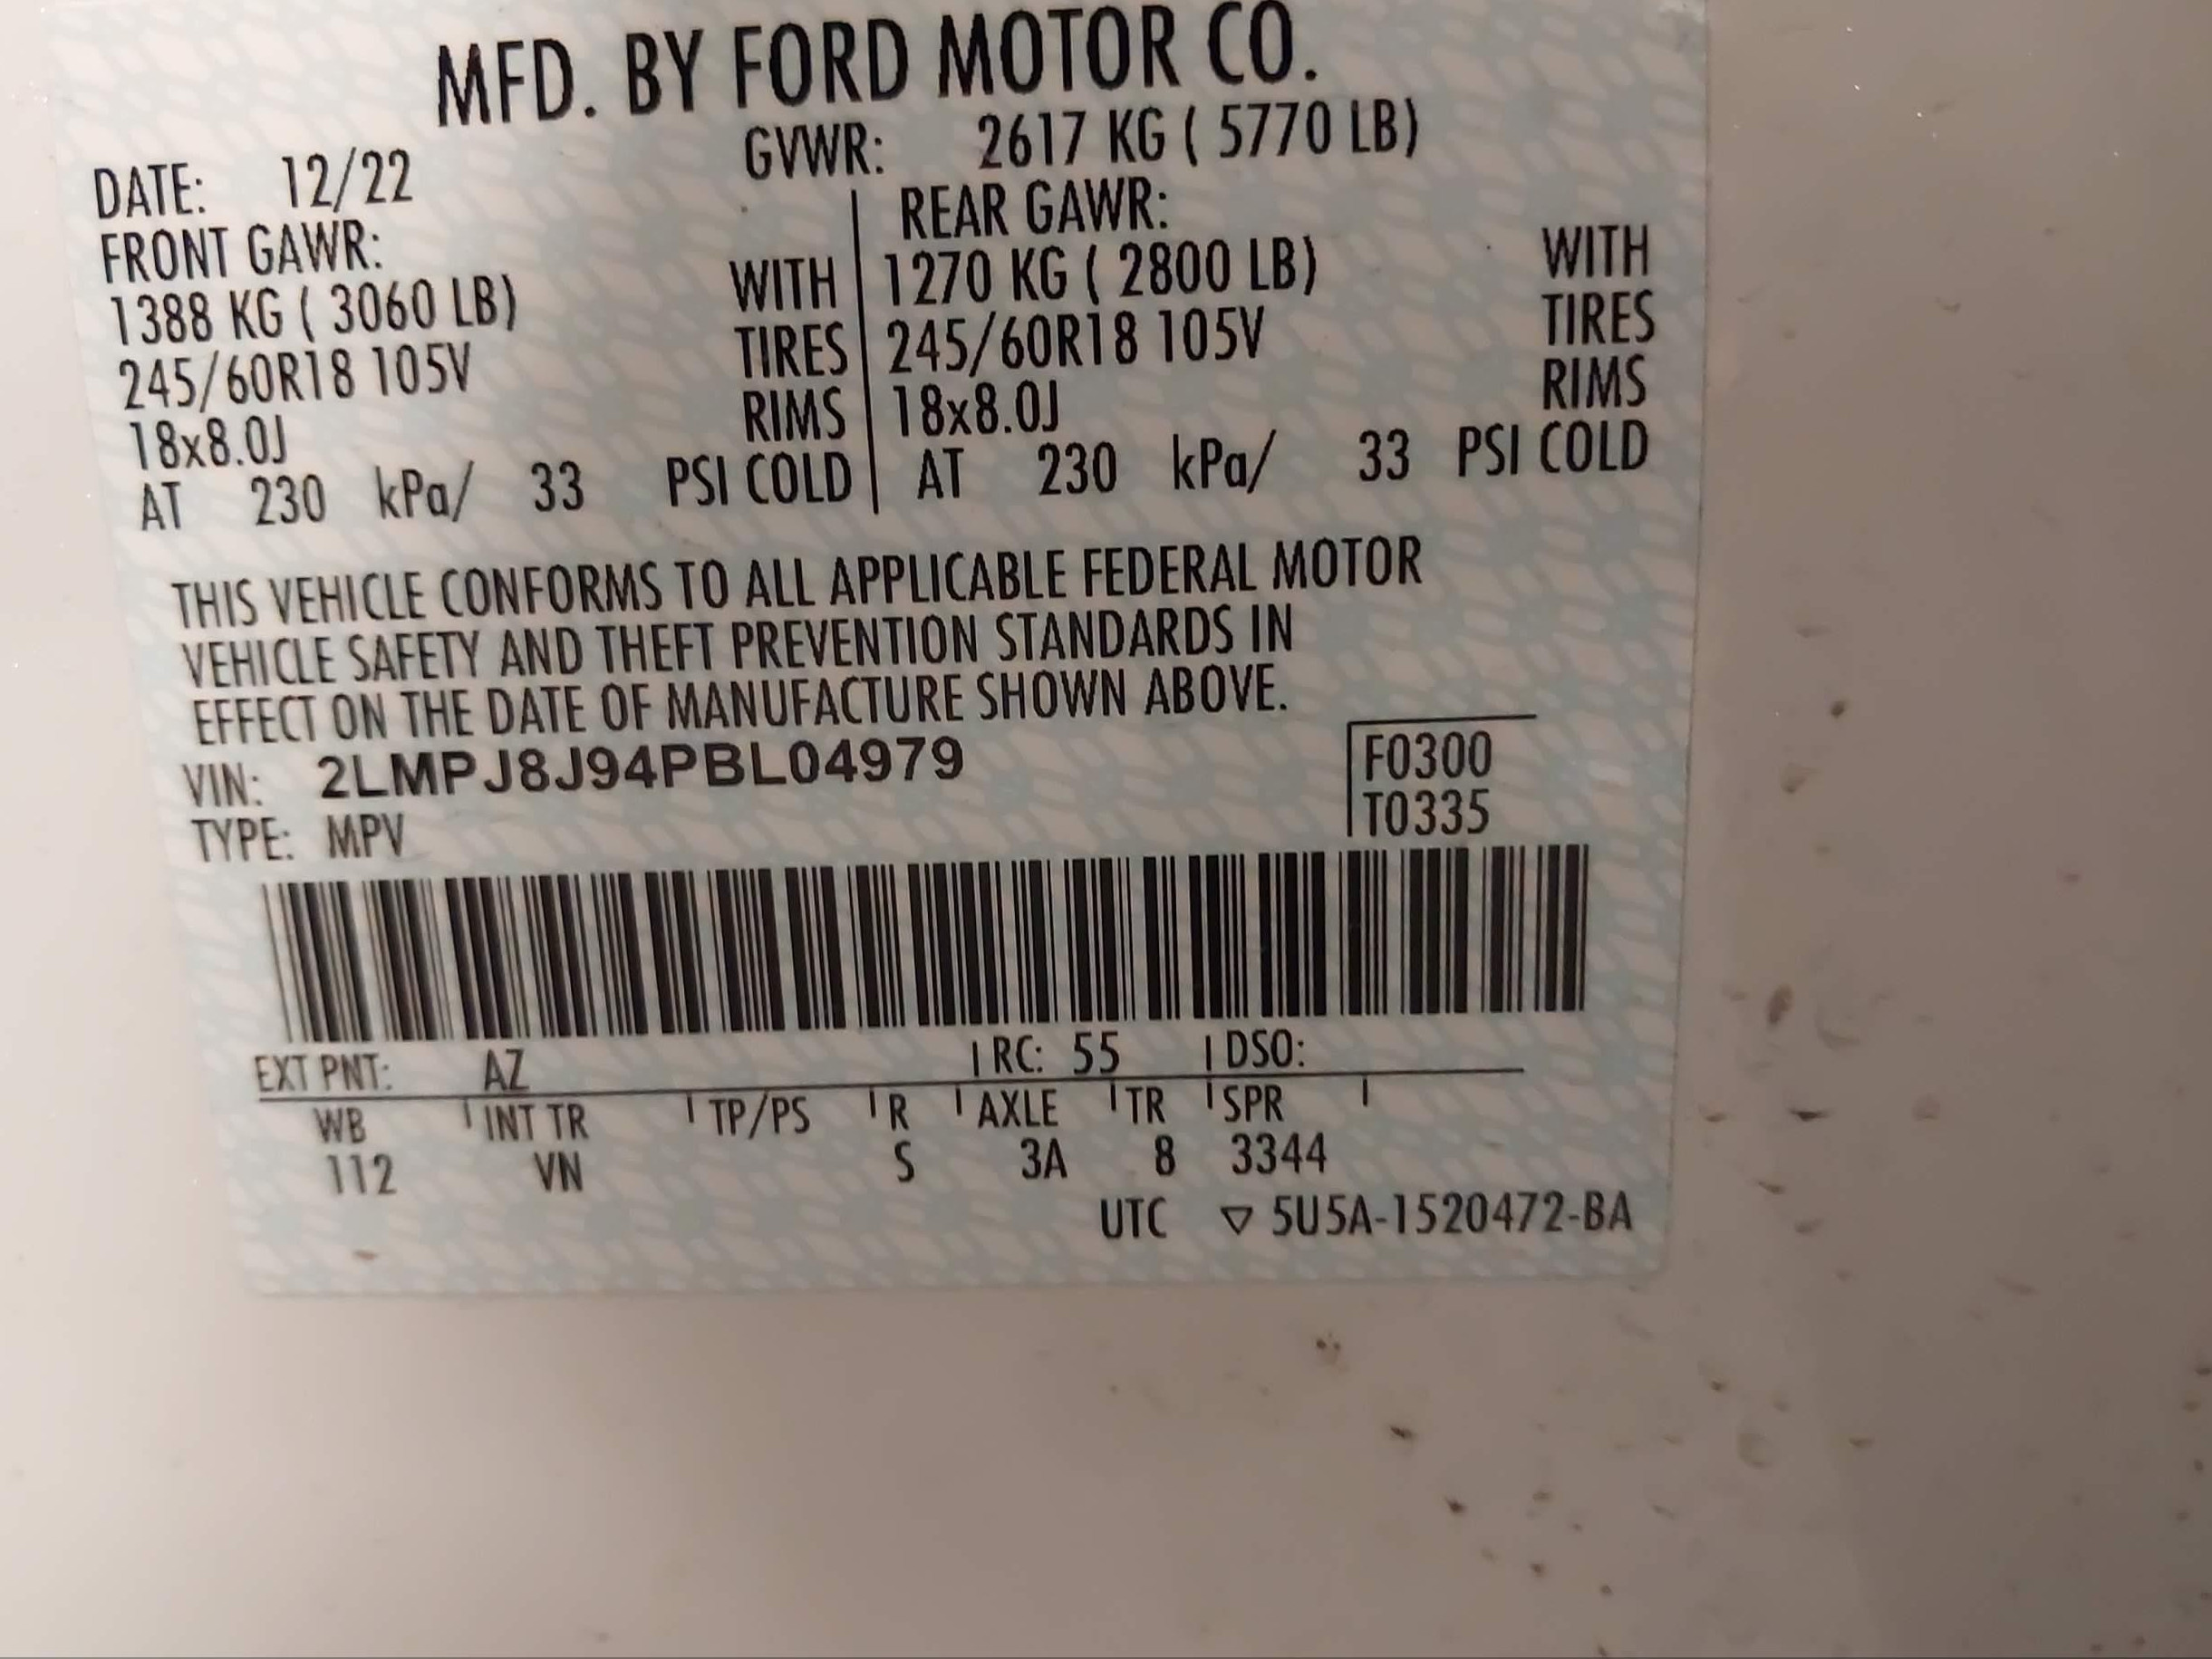 MFD. BY FORD MOTOR CO.
DATE: 12/22 GVWR: 2617 KG ( 5770 LB)
FRONT GAWR: REAR GAWR:
1388 KG ( 3060 LB) WITH 1270 KG ( 2800 LB) WITH
245/60R18 105V TIRES 245/60R18 105V TIRES
18x8.0J RIMS 18x8.0J RIMS
AT 230 kPa/ 33 PSI COLD AT 230 kPa/ 33 PSI COLD
THIS VEHICLE CONFORMS TO ALL APPLICABLE FEDERAL MOTOR
VEHICLE SAFETY AND THEFT PREVENTION STANDARDS IN
EFFECT ON THE DATE OF MANUFACTURE SHOWN ABOVE.
VIN: 2LMPJ8J94PBL04979 F0300
TYPE: MPV T0335
EXT PNT: AZ RC: 55 DSO:
WB INT TR TP/PS R AXLE TR SPR
112 VN S 3A 8 3344
UTC ▽ 5U5A-1520472-BA